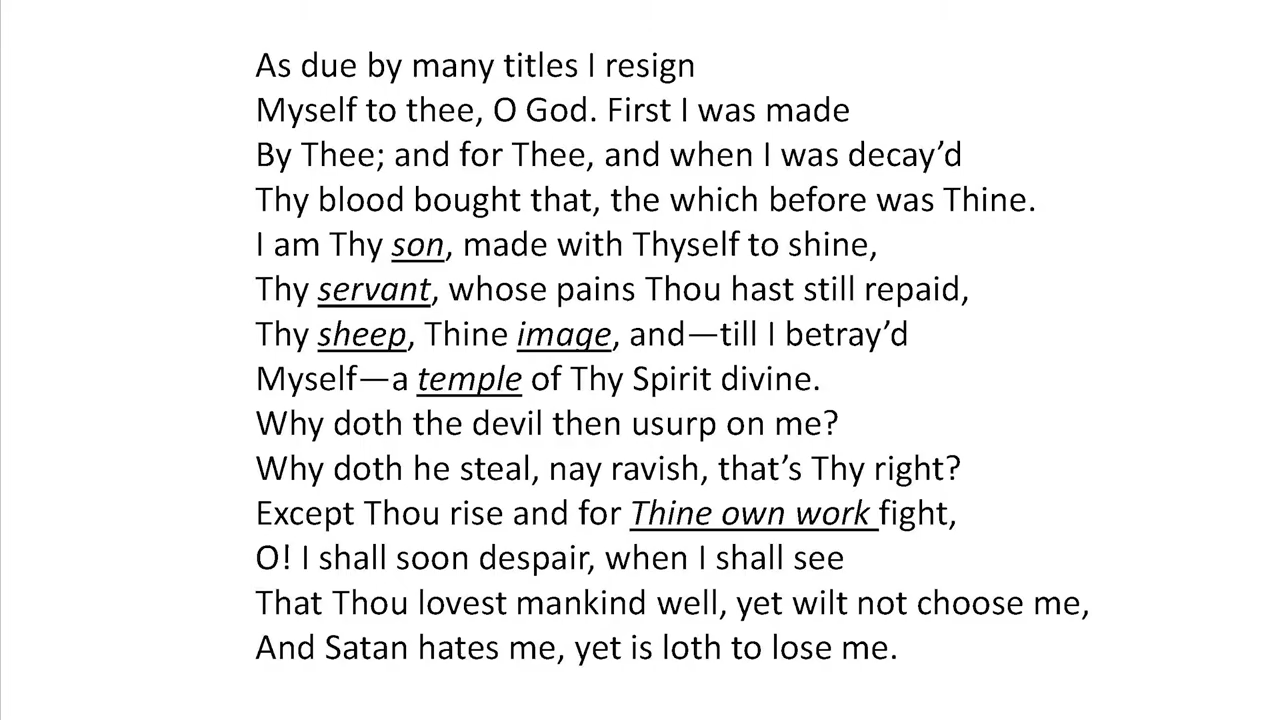 As due by many titles I resign
Myself to thee, O God. First I was made
By Thee; and for Thee, and when I was decay’d
Thy blood bought that, the which before was Thine.
I am Thy son, made with Thyself to shine,
Thy servant, whose pains Thou hast still repaid,
Thy sheep, Thine image, and—till I betray’d
Myself—a temple of Thy Spirit divine.
Why doth the devil then usurp on me?
Why doth he steal, nay ravish, that’s Thy right?
Except Thou rise and for Thine own work fight,
O! I shall soon despair, when I shall see
That Thou lovest mankind well, yet wilt not choose me,
And Satan hates me, yet is loth to lose me.